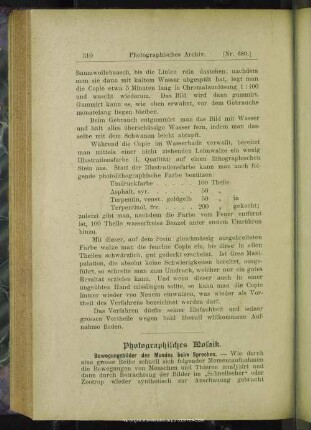 310 Photographisches Archiv. [Nr. 680.]
Baumwollebausch, bis die Linien rein dastehen; nachdem
man sie dann mit kaltem Wasser abgespült hat, legt man
die Copie etwa 5 Minuten lang in Chromalaunlösung 1 : 100
und wascht wiederum. Das Bild wird dann gummirt.
Gummirt kann es, wie oben erwähnt, vor dem Gebrauche
monatelang liegen bleiben.
Beim Gebrauch entgummirt man das Bild mit Wasser
und hält alles überschüssige Wasser fern, indem man das-
selbe mit dem Schwamm leicht abtupft.
Während die Copie im Wasserbade verweilt, bereitet
man mittels einer nicht stehenden Leimwalze ein wenig
Illustrationsfarbe (I. Qualität) auf einem lithographischen
Stein aus. Statt der Illustrationsfarbe kann man auch fol-
gende photolithographische Farbe benützen:
Umdruckfarbe 100 Theile
Asphalt, syr. 50 „
Terpentin, venet. goldgelb 50 „ in
Terpentinöl, frz. 200 „ gekocht;
zuletzt gibt man, nachdem die Farbe vom Feuer entfernt
ist, 100 Theile wasserfreies Benzol unter stetem Umrühren
hinzu.
Mit dieser, auf dem Stein gleichmässig ausgebreiteten
Farbe walze man die feuchte Copie ein, bis diese in allen
Theilen schwärzlich, gut gedeckt erscheint. Ist diese Mani-
pulation, die absolut keine Schwierigkeiten bereitet, ausge-
führt, so schreite man zum Umdruck, welcher nur ein gutes
Resultat erzielen kann. Und wenn dieser auch in einer
ungeübten Hand misslingen sollte, so kann man die Copie
immer wieder von Neuem einwalzen, was wieder als Vor-
theil des Verfahrens bezeichnet werden darf.
Das Verfahren dürfte seiner Einfachheit und seiner
grossen Vortheile wegen bald überall willkommene Auf-
nahme finden.
Photographisches Mosaik.
Bewegungsbilder des Mundes beim Sprechen. — Wie durch
eine grosse Reihe schnell sich folgender Momentaufnahmen
die Bewegungen von Menschen und Thieren analysirt und
dann durch Betrachtung der Bilder im „Schnellseher“ oder
Zootrop wieder synthetisch zur Anschauung gebracht